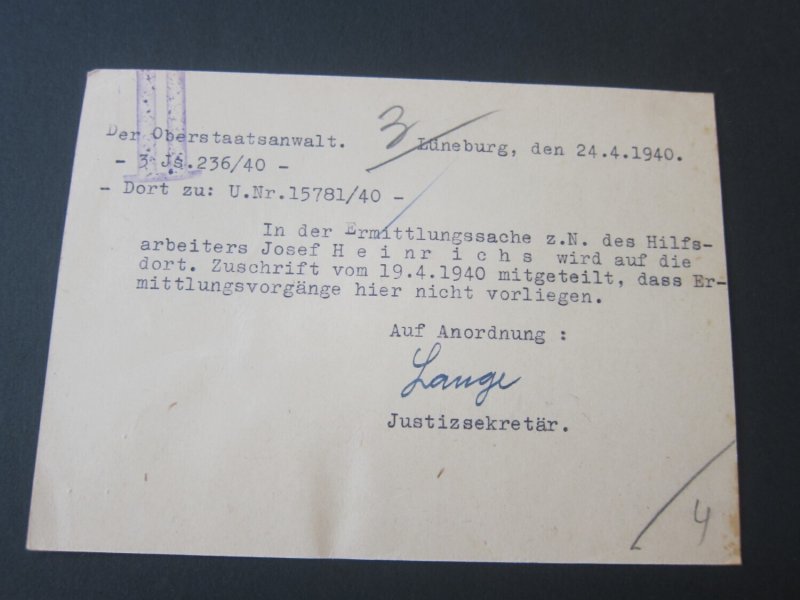 3
Der Oberstaatsanwalt. Lüneburg, den 24.4.1940.
- 3 Js.236/40 -
- Dort zu: U.Nr.15781/40 -
In der Ermittlungssache z.N. des Hilfs-
arbeiters Josef H e i n r i c h s wird auf die
dort. Zuschrift vom 19.4.1940 mitgeteilt, dass Er-
mittlungsvorgänge hier nicht vorliegen.
Auf Anordnung :
Lange
Justizsekretär.
4